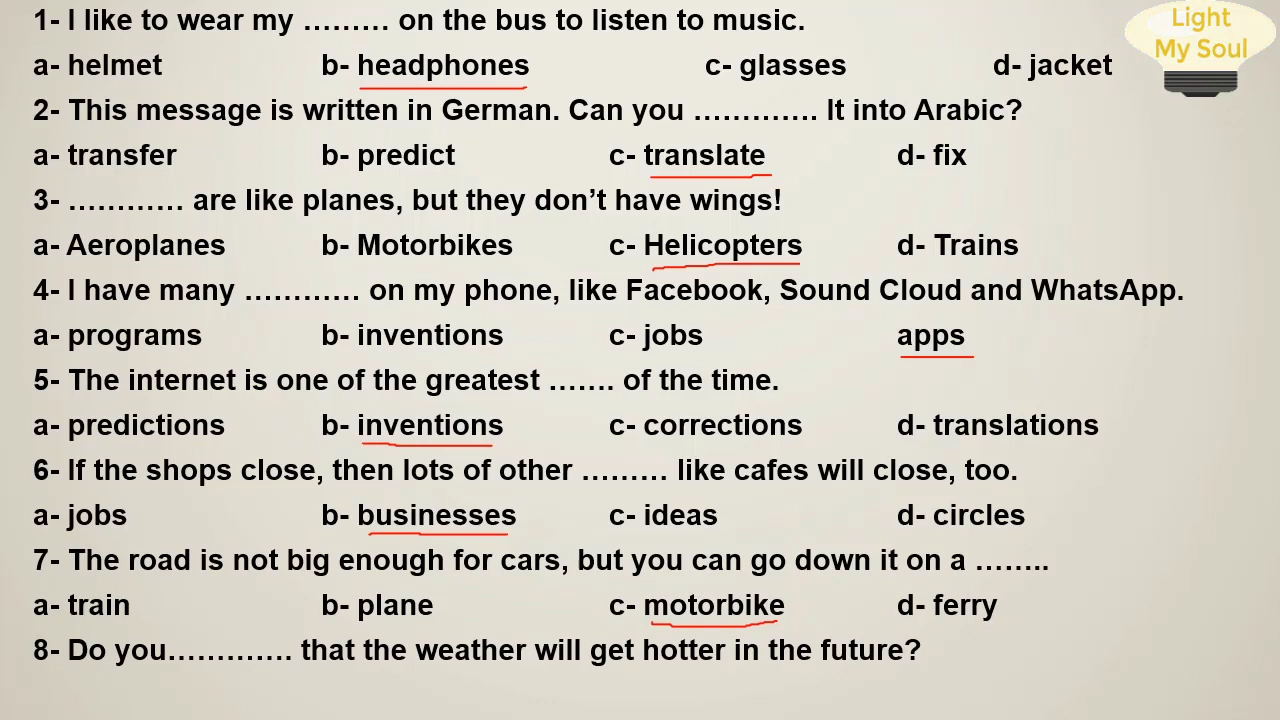 1- I like to wear my ……… on the bus to listen to music.
a- helmet b- headphones c- glasses d- jacket
Light
My Soul
2- This message is written in German. Can you …………. It into Arabic?
a- transfer b- predict c- translate d- fix
3- ………… are like planes, but they don’t have wings!
a- Aeroplanes b- Motorbikes c- Helicopters d- Trains
4- I have many ………… on my phone, like Facebook, Sound Cloud and WhatsApp.
a- programs b- inventions c- jobs apps
5- The internet is one of the greatest ……. of the time.
a- predictions b- inventions c- corrections d- translations
6- If the shops close, then lots of other ……… like cafes will close, too.
a- jobs b- businesses c- ideas d- circles
7- The road is not big enough for cars, but you can go down it on a ……..
a- train b- plane c- motorbike d- ferry
8- Do you…………. that the weather will get hotter in the future?